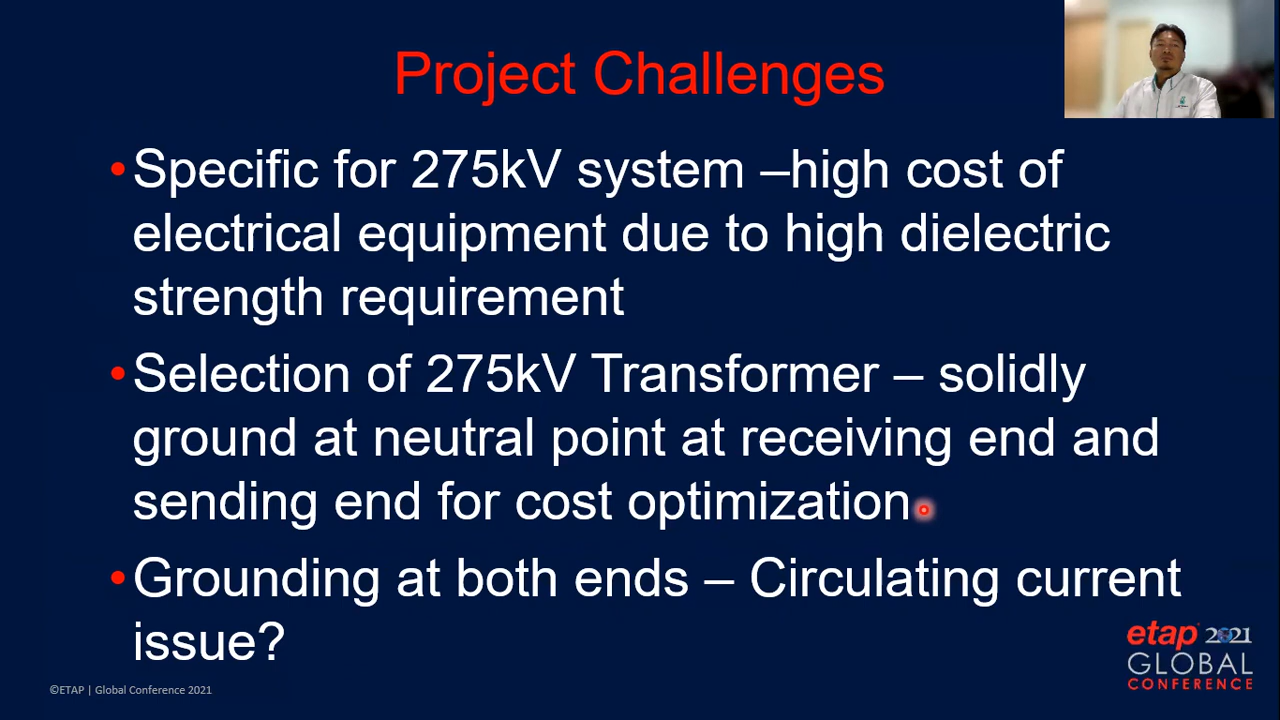 Project Challenges
•Specific for 275kV system –high cost of
electrical equipment due to high dielectric
strength requirement
•Selection of 275kV Transformer – solidly
ground at neutral point at receiving end and
sending end for cost optimization
•Grounding at both ends – Circulating current
issue?
etap 2021
GLOBAL
CONFERENCE
©ETAP | Global Conference 2021